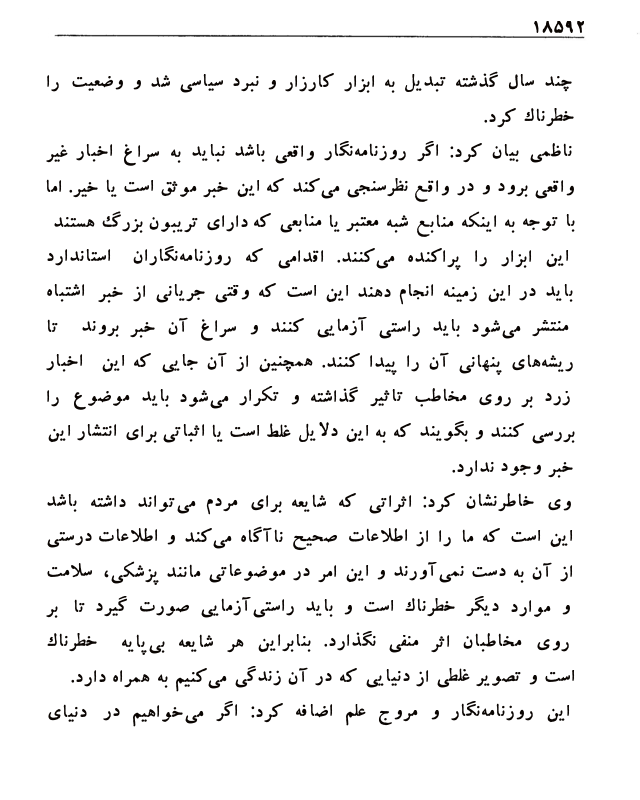 ۱۸۵۹۲
چند سال گذشته تبدیل به ابزار کارزار و نبرد سیاسی شد و وضعیت را
خطرناك کرد.
ناظمی بیان کرد: اگر روزنامه‌نگار واقعی باشد نباید به سراغ اخبار غیر
واقعی برود و در واقع نظرسنجی می‌کند که این خبر موثق است یا خیر. اما
با توجه به اینکه منابع شبه معتبر یا منابعی که دارای تریبون بزرگ هستند
این ابزار را پراکنده می‌کنند. اقدامی که روزنامه‌نگاران استاندارد
باید در این زمینه انجام دهند این است که وقتی جریانی از خبر اشتباه
منتشر می‌شود باید راستی آزمایی کنند و سراغ آن خبر بروند تا
ریشه‌های پنهانی آن را پیدا کنند. همچنین از آن جایی که این اخبار
زرد بر روی مخاطب تاثیر گذاشته و تکرار می‌شود باید موضوع را
بررسی کنند و بگویند که به این دلایل غلط است یا اثباتی برای انتشار این
خبر وجود ندارد.
وی خاطرنشان کرد: اثراتی که شایعه برای مردم می‌تواند داشته باشد
این است که ما را از اطلاعات صحیح ناآگاه می‌کند و اطلاعات درستی
از آن به دست نمی‌آورند و این امر در موضوعاتی مانند پزشکی، سلامت
و موارد دیگر خطرناك است و باید راستی‌آزمایی صورت گیرد تا بر
روی مخاطبان اثر منفی نگذارد. بنابراین هر شایعه بی‌پایه خطرناك
است و تصویر غلطی از دنیایی که در آن زندگی می‌کنیم به همراه دارد.
این روزنامه‌نگار و مروج علم اضافه کرد: اگر می‌خواهیم در دنیای